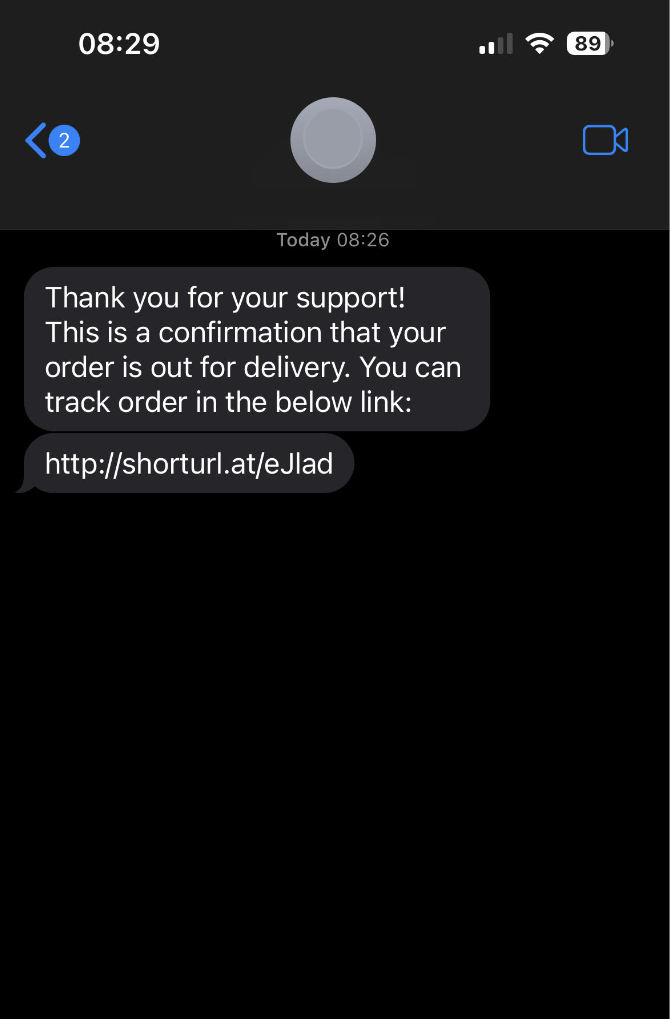 08:29
89
2
Today 08:26
Thank you for your support!
This is a confirmation that your
order is out for delivery. You can
track order in the below link:
http://shorturl.at/eJlad